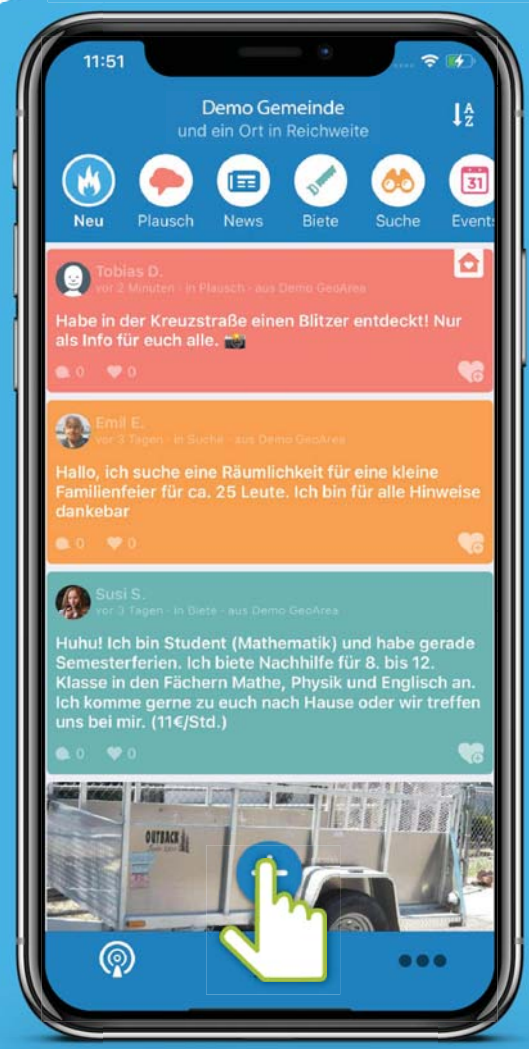 11:51
Demo Gemeinde
und ein Ort in Reichweite
A
Z
31
Neu Plausch News Biete Suche Events
Tobias D.
vor 2 Minuten · in Plausch · aus Demo GeoArea
Habe in der Kreuzstraße einen Blitzer entdeckt! Nur
als Info für euch alle.
0 0
Emil E.
vor 3 Tagen · in Suche · aus Demo GeoArea
Hallo, ich suche eine Räumlichkeit für eine kleine
Familienfeier für ca. 25 Leute. Ich bin für alle Hinweise
dankebar
0 0
Susi S.
vor 3 Tagen · in Biete · aus Demo GeoArea
Huhu! Ich bin Student (Mathematik) und habe gerade
Semesterferien. Ich biete Nachhilfe für 8. bis 12.
Klasse in den Fächern Mathe, Physik und Englisch an.
Ich komme gerne zu euch nach Hause oder wir treffen
uns bei mir. (11€/Std.)
0 0
OUTBACK